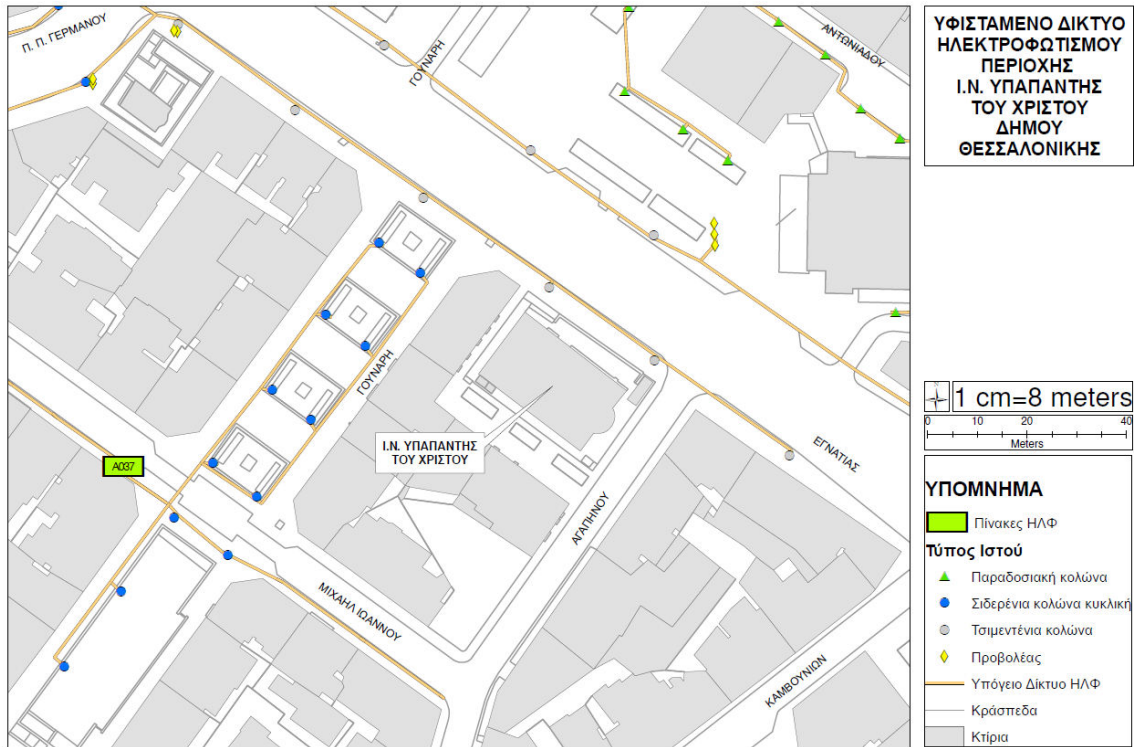 Π. Π. ΓΕΡΜΑΝΟΥ
ΓΟΥΝΑΡΗ
ΑΝΤΩΝΙΑΔΟΥ
ΓΟΥΝΑΡΗ
Ι.Ν. ΥΠΑΠΑΝΤΗΣ
ΤΟΥ ΧΡΙΣΤΟΥ
Α037
ΕΓΝΑΤΙΑΣ
ΑΓΑΠΗΝΟΥ
ΜΙΧΑΗΛ ΙΩΑΝΝΟΥ
ΚΑΜΒΟΥΝΙΩΝ
ΥΦΙΣΤΑΜΕΝΟ ΔΙΚΤΥΟ
ΗΛΕΚΤΡΟΦΩΤΙΣΜΟΥ
ΠΕΡΙΟΧΗΣ
Ι.Ν. ΥΠΑΠΑΝΤΗΣ
ΤΟΥ ΧΡΙΣΤΟΥ
ΔΗΜΟΥ
ΘΕΣΣΑΛΟΝΙΚΗΣ
1 cm=8 meters
0 10 20 40
Meters
ΥΠΟΜΝΗΜΑ
Πίνακες ΗΛΦ
Τύπος Ιστού
Παραδοσιακή κολώνα
Σιδερένια κολώνα κυκλική
Τσιμεντένια κολώνα
Προβολέας
Υπόγειο Δίκτυο ΗΛΦ
Κράσπεδα
Κτίρια